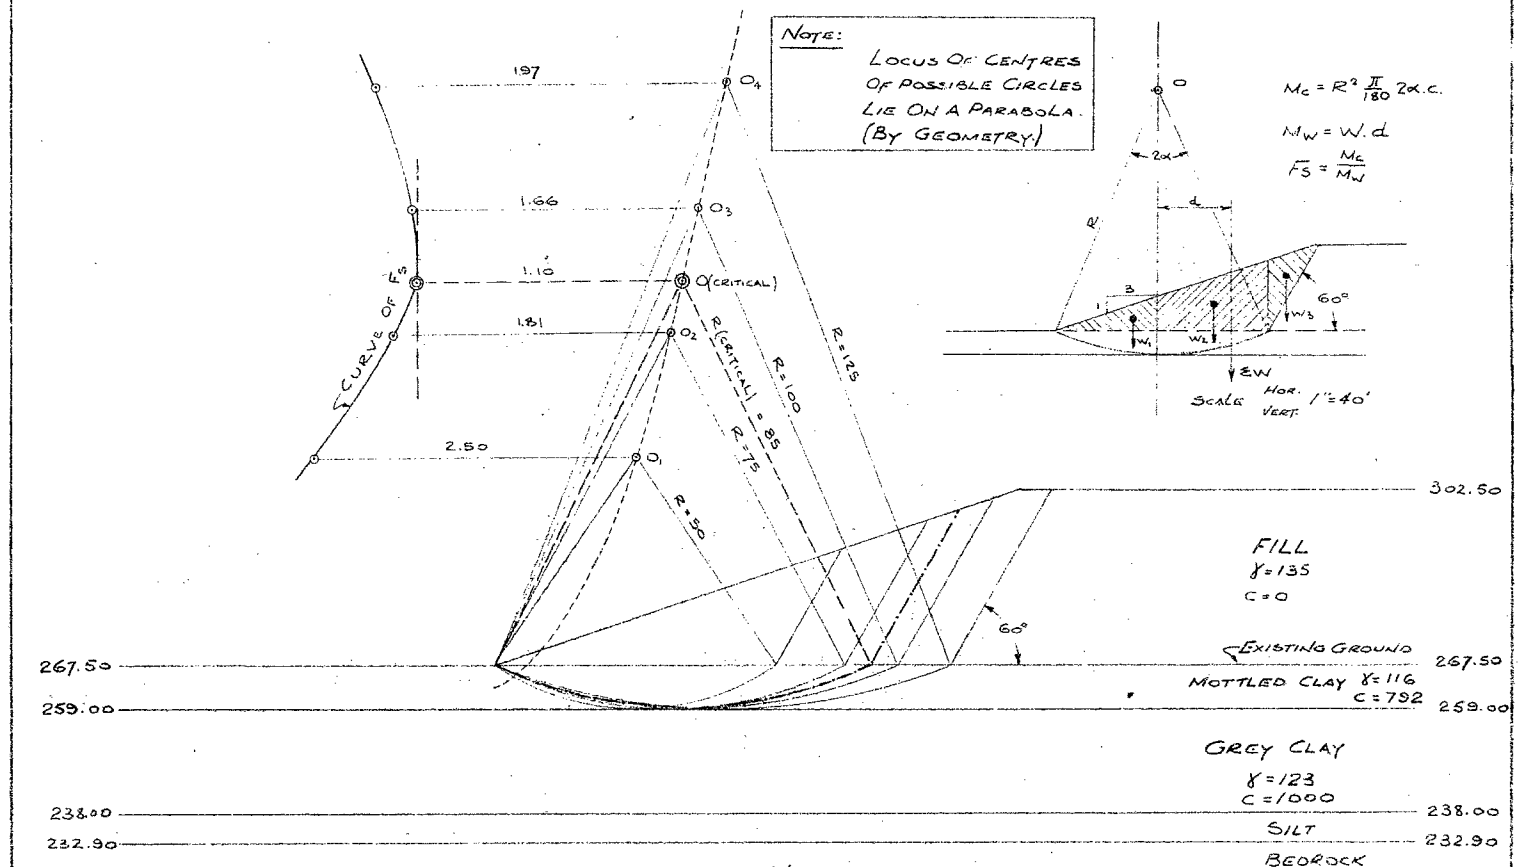 NOTE:
LOCUS OF CENTRES
OF POSSIBLE CIRCLES
LIE ON A PARABOLA.
(BY GEOMETRY.)
O
Mc = R² π/180 2α.c.
Mw = W.d
Fs = Mc/Mw
2α
R
d
1
3
60°
W1
W2
W3
ΣW
SCALE HOR. VERT. 1"=40'
1.97
O4
1.66
O3
1.10
O(CRITICAL)
1.81
O2
2.50
O1
CURVE OF Fs
R=50
R=75
R(CRITICAL) = 85
R=100
R=125
302.50
FILL
γ=135
C=0
60°
EXISTING GROUND
267.50
267.50
MOTTLED CLAY γ=116
C=792
259.00
259.00
GREY CLAY
γ=123
C=1000
238.00
238.00
SILT
232.90
232.90
BEDROCK